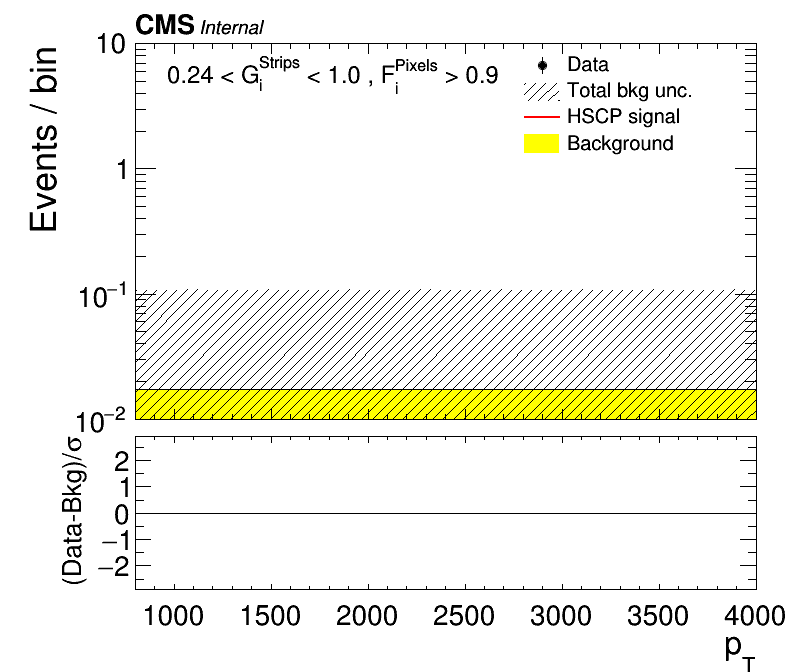 CMS Internal
0.24 < G_i^Strips < 1.0 , F_i^Pixels > 0.9
Data
Total bkg unc.
HSCP signal
Background
Events / bin
10
1
10^−1
10^−2
(Data-Bkg)/σ
2
1
0
−1
−2
1000 1500 2000 2500 3000 3500 4000
p_T